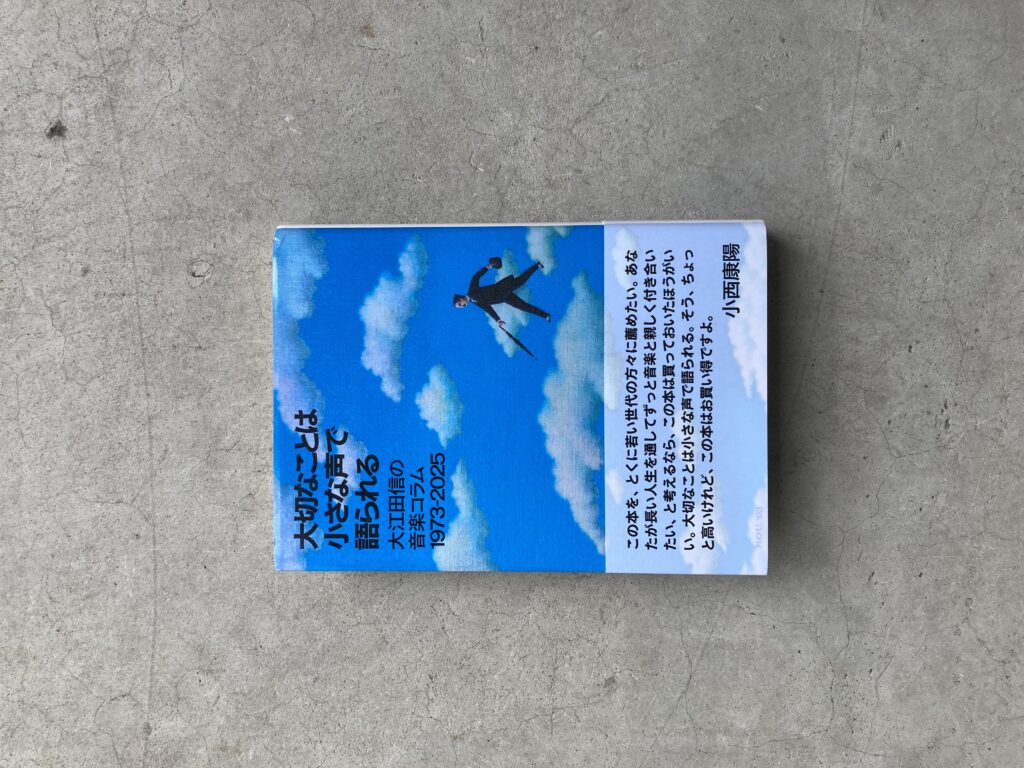 大切なことは
小さな声で
語られる
大江田信の
音楽コラム
1973-2025
この本を、とくに若い世代の方々に薦めたい。あな
たが長い人生を通してずっと音楽と親しく付き合い
たい、と考えるなら、この本は買っておいたほうがい
い。大切なことは小さな声で語られる。そう、ちょっ
と高いけれど、この本はお買い得ですよ。
小西康陽